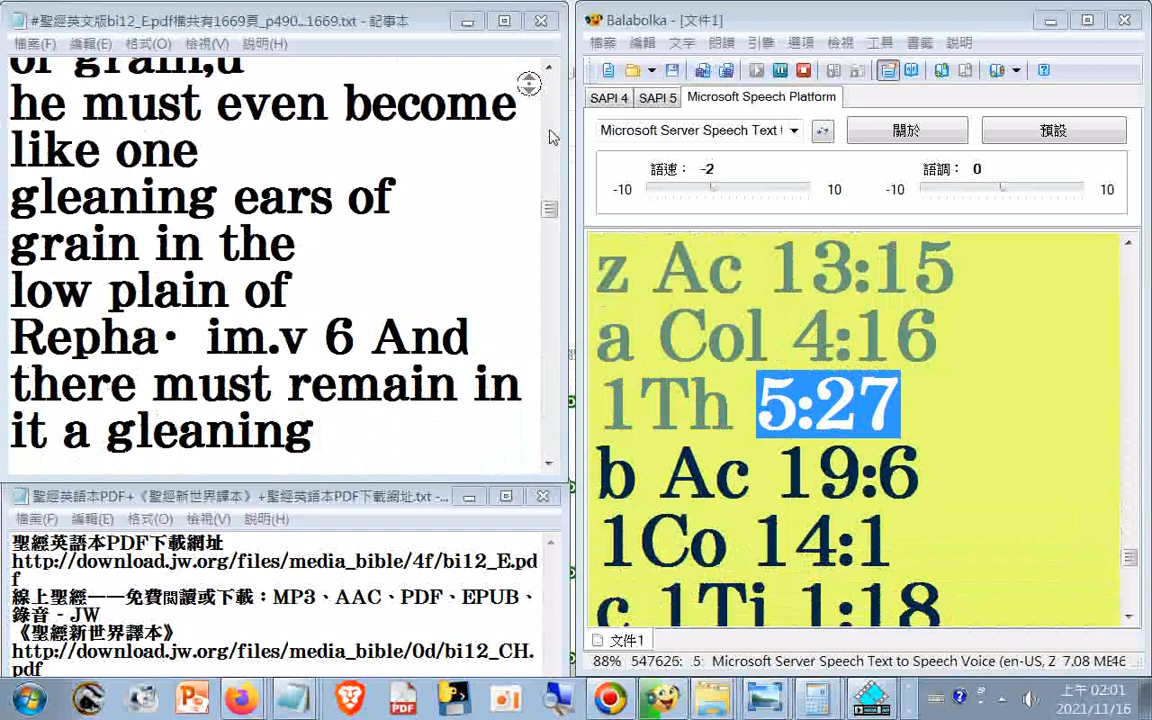 #聖經英文版bi12_E.pdf檔共有1669頁_p490...1669.txt - 記事本
檔案(F) 編輯(E) 格式(O) 檢視(V) 說明(H)
of grain,u
he must even become
like one
gleaning ears of
grain in the
low plain of
Repha· im.v 6 And
there must remain in
it a gleaning
聖經英語本PDF+《聖經新世界譯本》+聖經英語本PDF下載網址.txt -...
檔案(F) 編輯(E) 格式(O) 檢視(V) 說明(H)
聖經英語本PDF下載網址
http://download.jw.org/files/media_bible/4f/bi12_E.pd
f
線上聖經——免費閱讀或下載：MP3、AAC、PDF、EPUB、
錄音 - JW
《聖經新世界譯本》
http://download.jw.org/files/media_bible/0d/bi12_CH.
pdf
Balabolka - [文件1]
檔案 編輯 文字 朗讀 引擎 選項 檢視 工具 書籤 說明
SAPI 4 SAPI 5 Microsoft Speech Platform
Microsoft Server Speech Text 關於 預設
語速： -2 語調： 0
-10 10 -10 10
z Ac 13:15
a Col 4:16
1Th 5:27
b Ac 19:6
1Co 14:1
c 1Ti 1:18
文件1
88% 547625: 5: Microsoft Server Speech Text to Speech Voice (en-US, Z 7.08 ME46
PDF
上午 02:01
2021/11/16